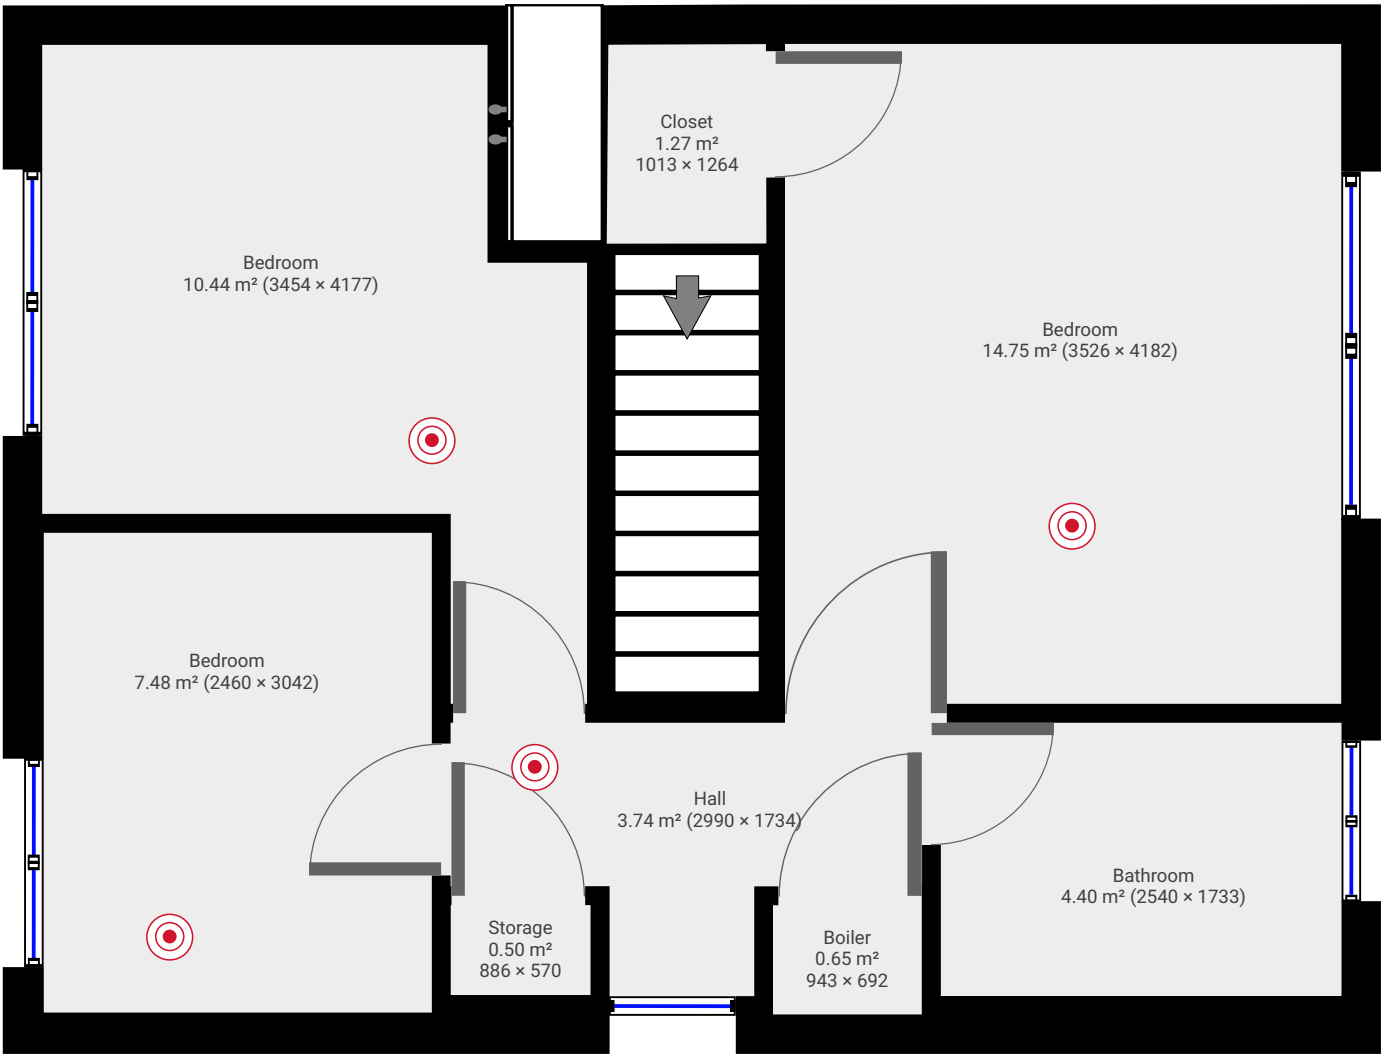 Closet
1.27 m²
1013 × 1264
Bedroom
10.44 m² (3454 × 4177)
Bedroom
14.75 m² (3526 × 4182)
Bedroom
7.48 m² (2460 × 3042)
Hall
3.74 m² (2990 × 1734)
Bathroom
4.40 m² (2540 × 1733)
Storage
0.50 m²
886 × 570
Boiler
0.65 m²
943 × 692